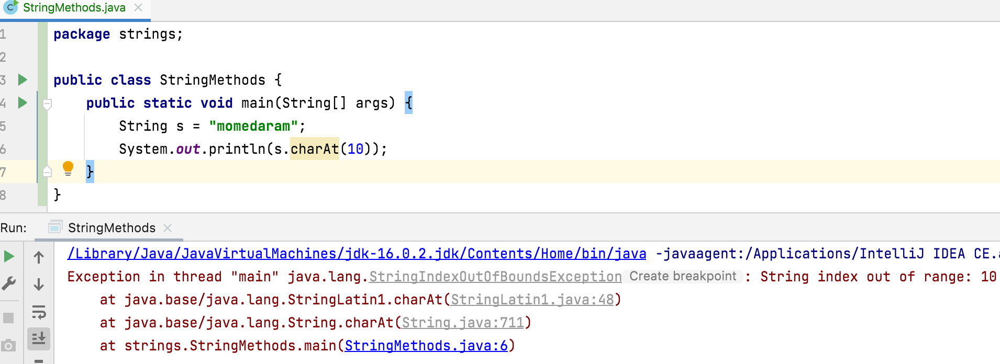 StringMethods.java
1 package strings;
2
3 public class StringMethods {
4 public static void main(String[] args) {
5 String s = "momedaram";
6 System.out.println(s.charAt(10));
7 }
8 }
Run: StringMethods
/Library/Java/JavaVirtualMachines/jdk-16.0.2.jdk/Contents/Home/bin/java -javaagent:/Applications/IntelliJ IDEA CE.a
Exception in thread "main" java.lang.StringIndexOutOfBoundsException Create breakpoint : String index out of range: 10
at java.base/java.lang.StringLatin1.charAt(StringLatin1.java:48)
at java.base/java.lang.String.charAt(String.java:711)
at strings.StringMethods.main(StringMethods.java:6)